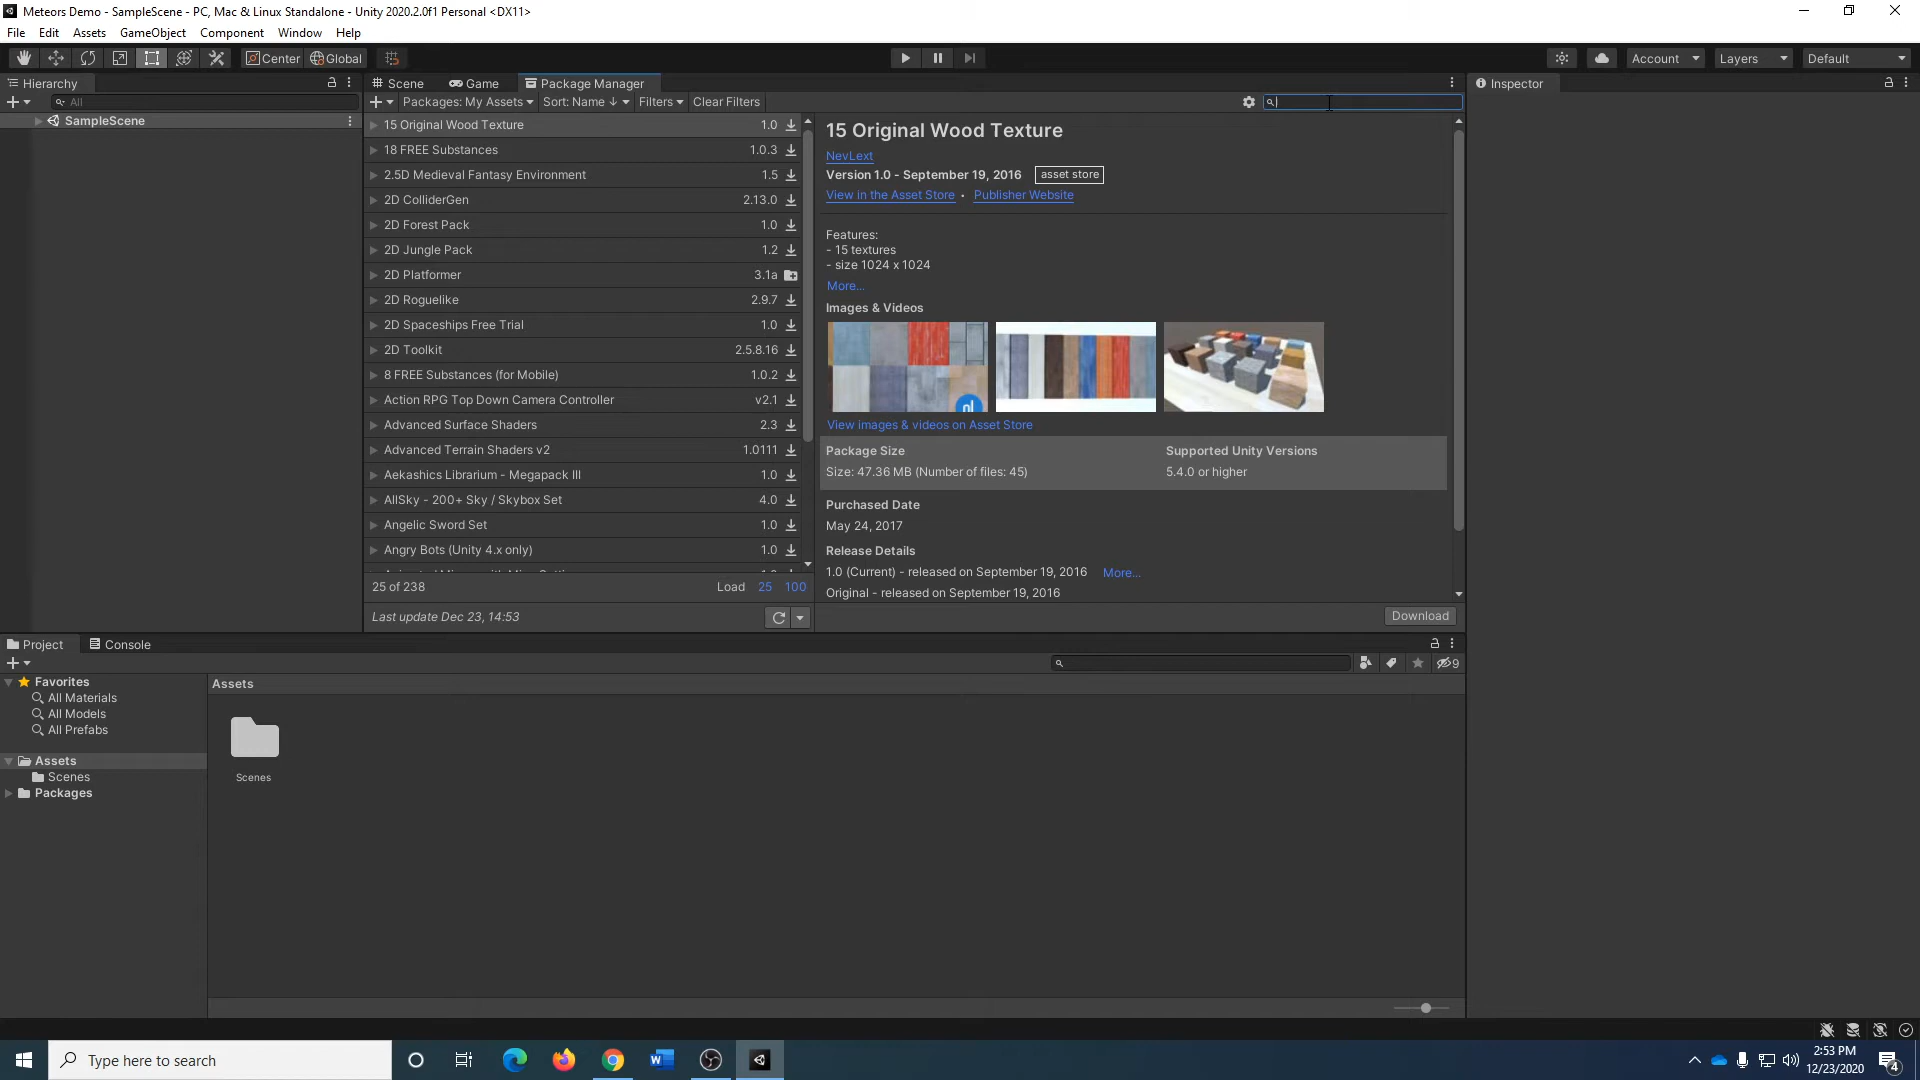 Meteors Demo - SampleScene - PC, Mac & Linux Standalone - Unity 2020.2.0f1 Personal <DX11>
File Edit Assets GameObject Component Window Help
Center Global Account Layers Default
Hierarchy
All
SampleScene
Scene Game Package Manager
Packages: My Assets Sort: Name ↓ Filters Clear Filters
15 Original Wood Texture 1.0
18 FREE Substances 1.0.3
2.5D Medieval Fantasy Environment 1.5
2D ColliderGen 2.13.0
2D Forest Pack 1.0
2D Jungle Pack 1.2
2D Platformer 3.1a
2D Roguelike 2.9.7
2D Spaceships Free Trial 1.0
2D Toolkit 2.5.8.16
8 FREE Substances (for Mobile) 1.0.2
Action RPG Top Down Camera Controller v2.1
Advanced Surface Shaders 2.3
Advanced Terrain Shaders v2 1.0111
Aekashics Librarium - Megapack III 1.0
AllSky - 200+ Sky / Skybox Set 4.0
Angelic Sword Set 1.0
Angry Bots (Unity 4.x only) 1.0
25 of 238 Load 25 100
Last update Dec 23, 14:53
15 Original Wood Texture
NevLext
Version 1.0 - September 19, 2016 asset store
View in the Asset Store • Publisher Website
Features:
- 15 textures
- size 1024 x 1024
More...
Images & Videos
View images & videos on Asset Store
Package Size Supported Unity Versions
Size: 47.36 MB (Number of files: 45) 5.4.0 or higher
Purchased Date
May 24, 2017
Release Details
1.0 (Current) - released on September 19, 2016 More...
Original - released on September 19, 2016
Download
Inspector
Project Console
9
Favorites
All Materials
All Models
All Prefabs
Assets
Scenes
Packages
Assets
Scenes
Type here to search
2:53 PM
12/23/2020
4